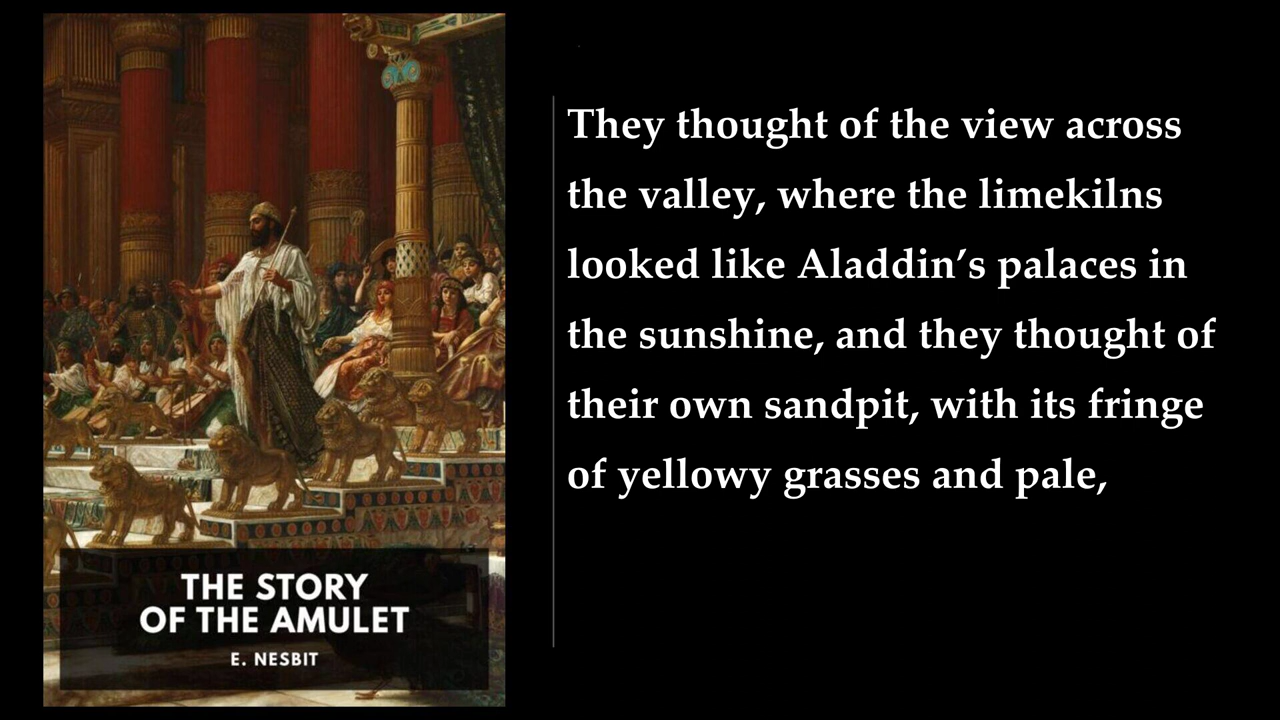 THE STORY
OF THE AMULET
E. NESBIT
They thought of the view across
the valley, where the limekilns
looked like Aladdin’s palaces in
the sunshine, and they thought of
their own sandpit, with its fringe
of yellowy grasses and pale,